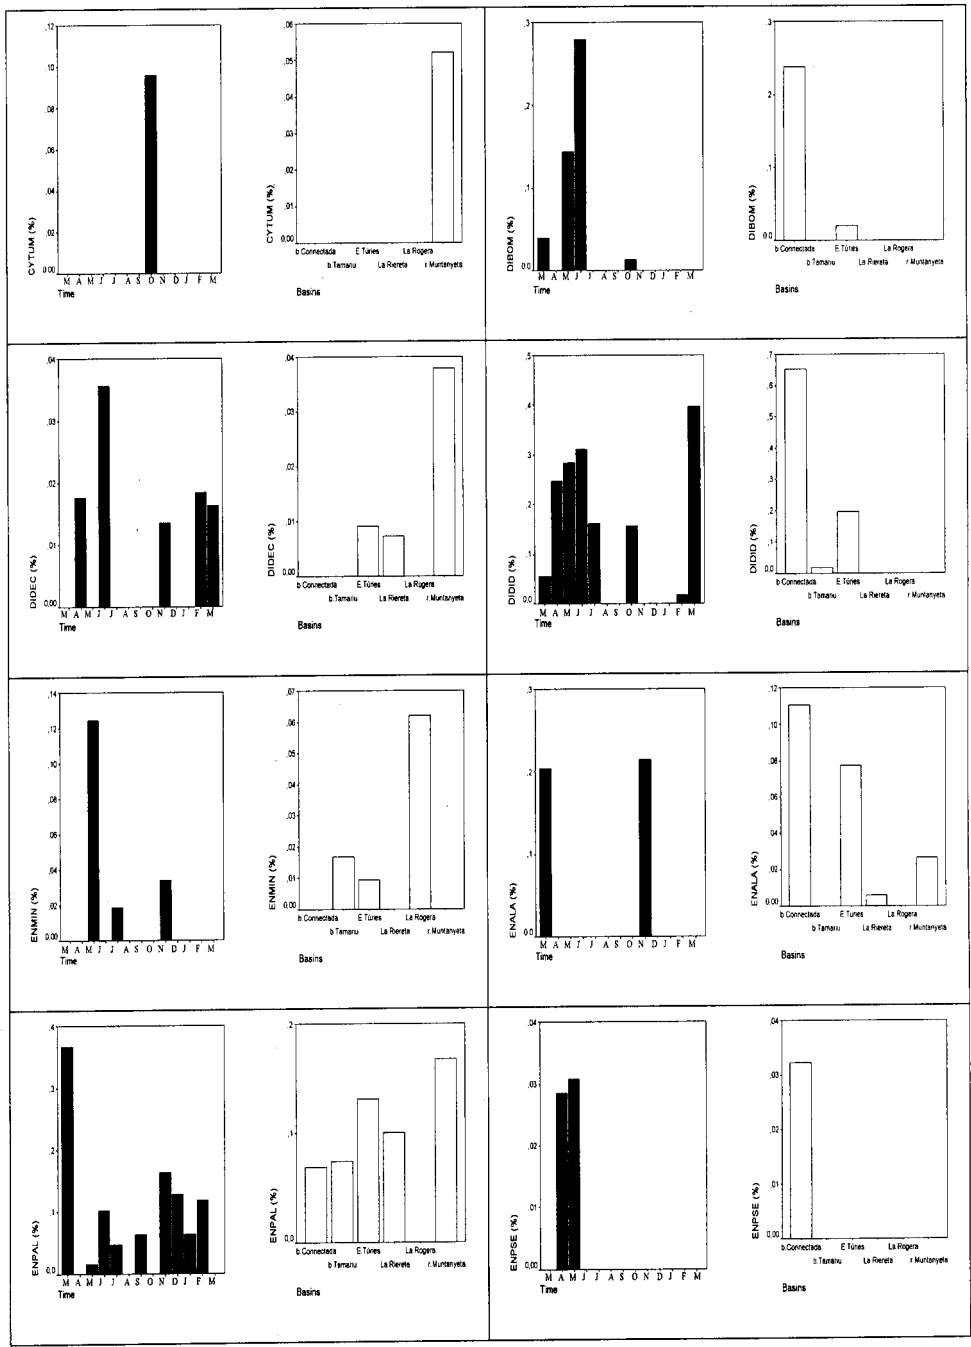 ,12
,10
,08
,06
,04
,02
0.00
CYTUM (%)
M A M J J A S O N D J F M
Time
,06
,05
,04
,03
,02
,01
0.00
CYTUM (%)
b.Connectada E.Túries La Rogera
b.Tamariu La Riereta r.Muntanyeta
Basins
,3
,2
,1
0.0
DIBOM (%)
M A M J J A S O N D J F M
Time
,3
,2
,1
0.0
DIBOM (%)
b.Connectada E.Túries La Rogera
b.Tamariu La Riereta r.Muntanyeta
Basins
,04
,03
,02
,01
0.00
DIDEC (%)
M A M J J A S O N D J F M
Time
,04
,03
,02
,01
0.00
DIDEC (%)
b.Connectada E.Túries La Rogera
b.Tamariu La Riereta r.Muntanyeta
Basins
,5
,4
,3
,2
,1
0.0
DIDID (%)
M A M J J A S O N D J F M
Time
,7
,6
,5
,4
,3
,2
,1
0.0
DIDID (%)
b.Connectada E.Túries La Rogera
b.Tamariu La Riereta r.Muntanyeta
Basins
,14
,12
,10
,08
,06
,04
,02
0.00
ENMIN (%)
M A M J J A S O N D J F M
Time
,07
,06
,05
,04
,03
,02
,01
0.00
ENMIN (%)
b.Connectada E.Túries La Rogera
b.Tamariu La Riereta r.Muntanyeta
Basins
,3
,2
,1
0.0
ENALA (%)
M A M J J A S O N D J F M
Time
,12
,10
,08
,06
04
,02
0.00
ENALA (%)
b.Connectada E.Túries La Rogera
b.Tamariu La Riereta r.Muntanyeta
Basins
,4
,3
,2
,1
0,0
ENPAL (%)
M A M J J A S O N D J F M
Time
,2
,1
0,0
ENPAL (%)
b.Connectada E.Túries La Rogera
b.Tamariu La Riereta r.Muntanyeta
Basins
,04
,03
,02
,01
0.00
ENPSE (%)
M A M J J A S O N D J F M
Time
,04
,03
,02
,01
0.00
ENPSE (%)
b.Connectada E.Túries La Rogera
b.Tamariu La Riereta r.Muntanyeta
Basins